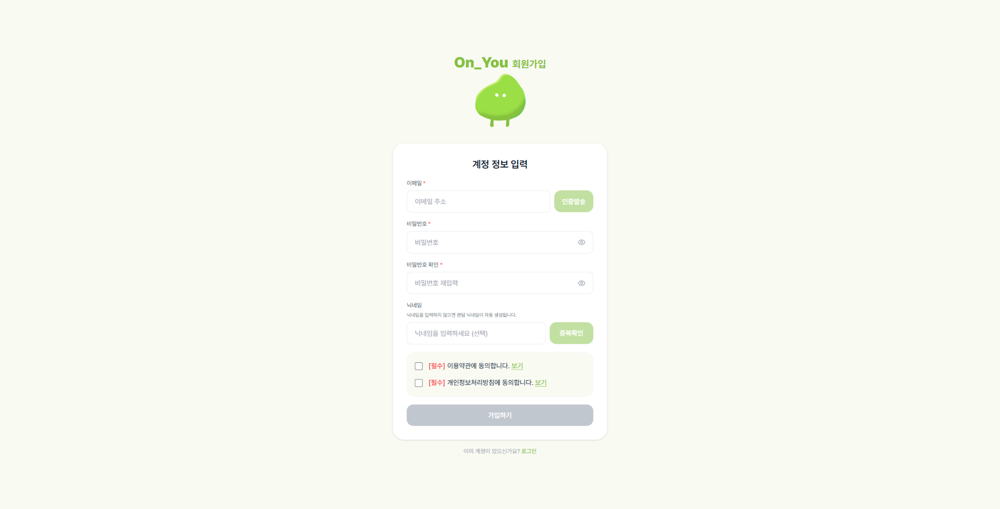 On_You 회원가입
계정 정보 입력
이메일 *
이메일 주소 인증발송
비밀번호 *
비밀번호
비밀번호 확인 *
비밀번호 재입력
닉네임
닉네임을 입력하지 않으면 랜덤 닉네임이 자동 생성됩니다.
닉네임을 입력하세요 (선택) 중복확인
[필수] 이용약관에 동의합니다. 보기
[필수] 개인정보처리방침에 동의합니다. 보기
가입하기
이미 계정이 있으신가요? 로그인